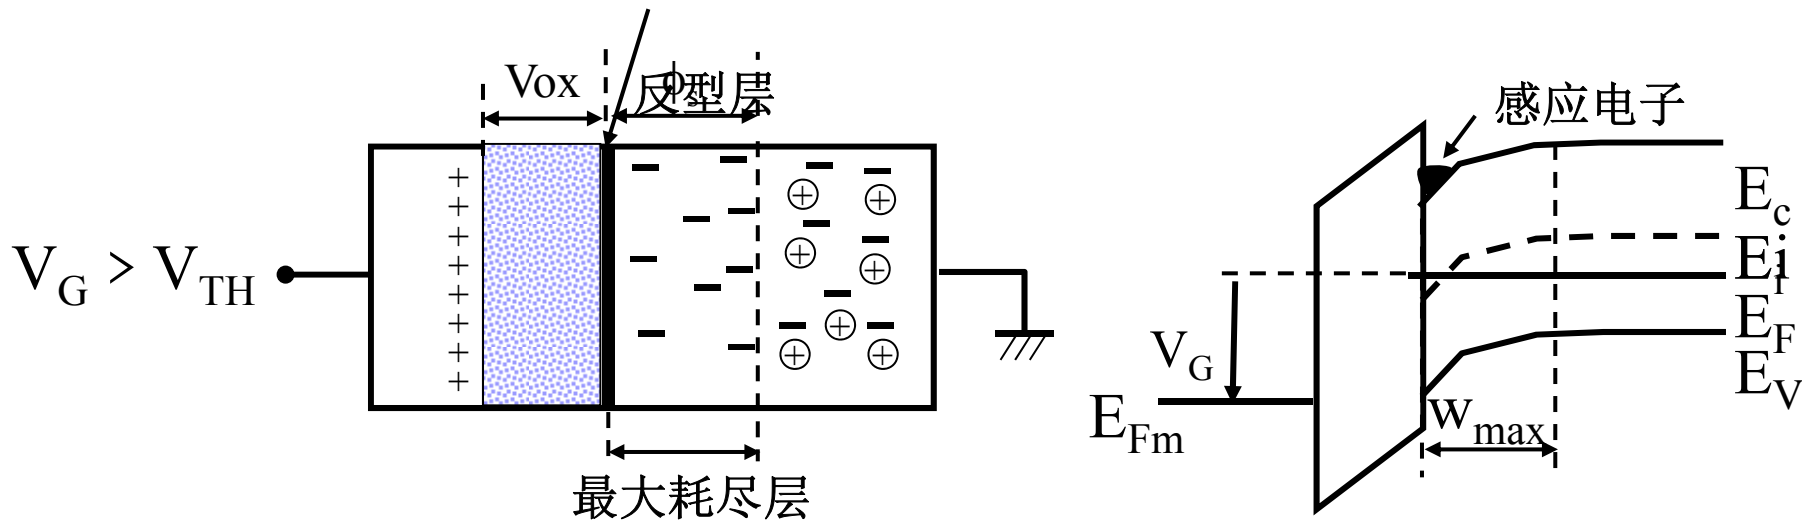 Vox
ϕs
反型层
V_G > V_TH
最大耗尽层
感应电子
E_c
E_i
E_F
E_V
V_G
E_Fm
w_max